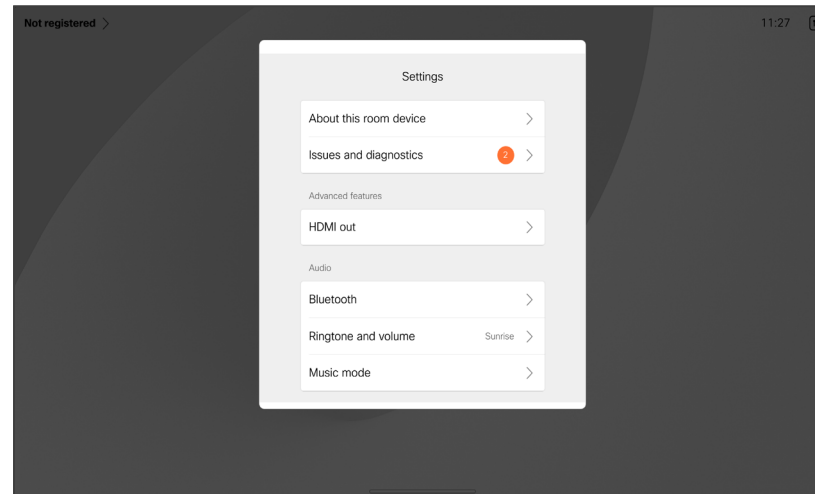 Not registered
11:27
Settings
About this room device
Issues and diagnostics 2
Advanced features
HDMI out
Audio
Bluetooth
Ringtone and volume Sunrise
Music mode